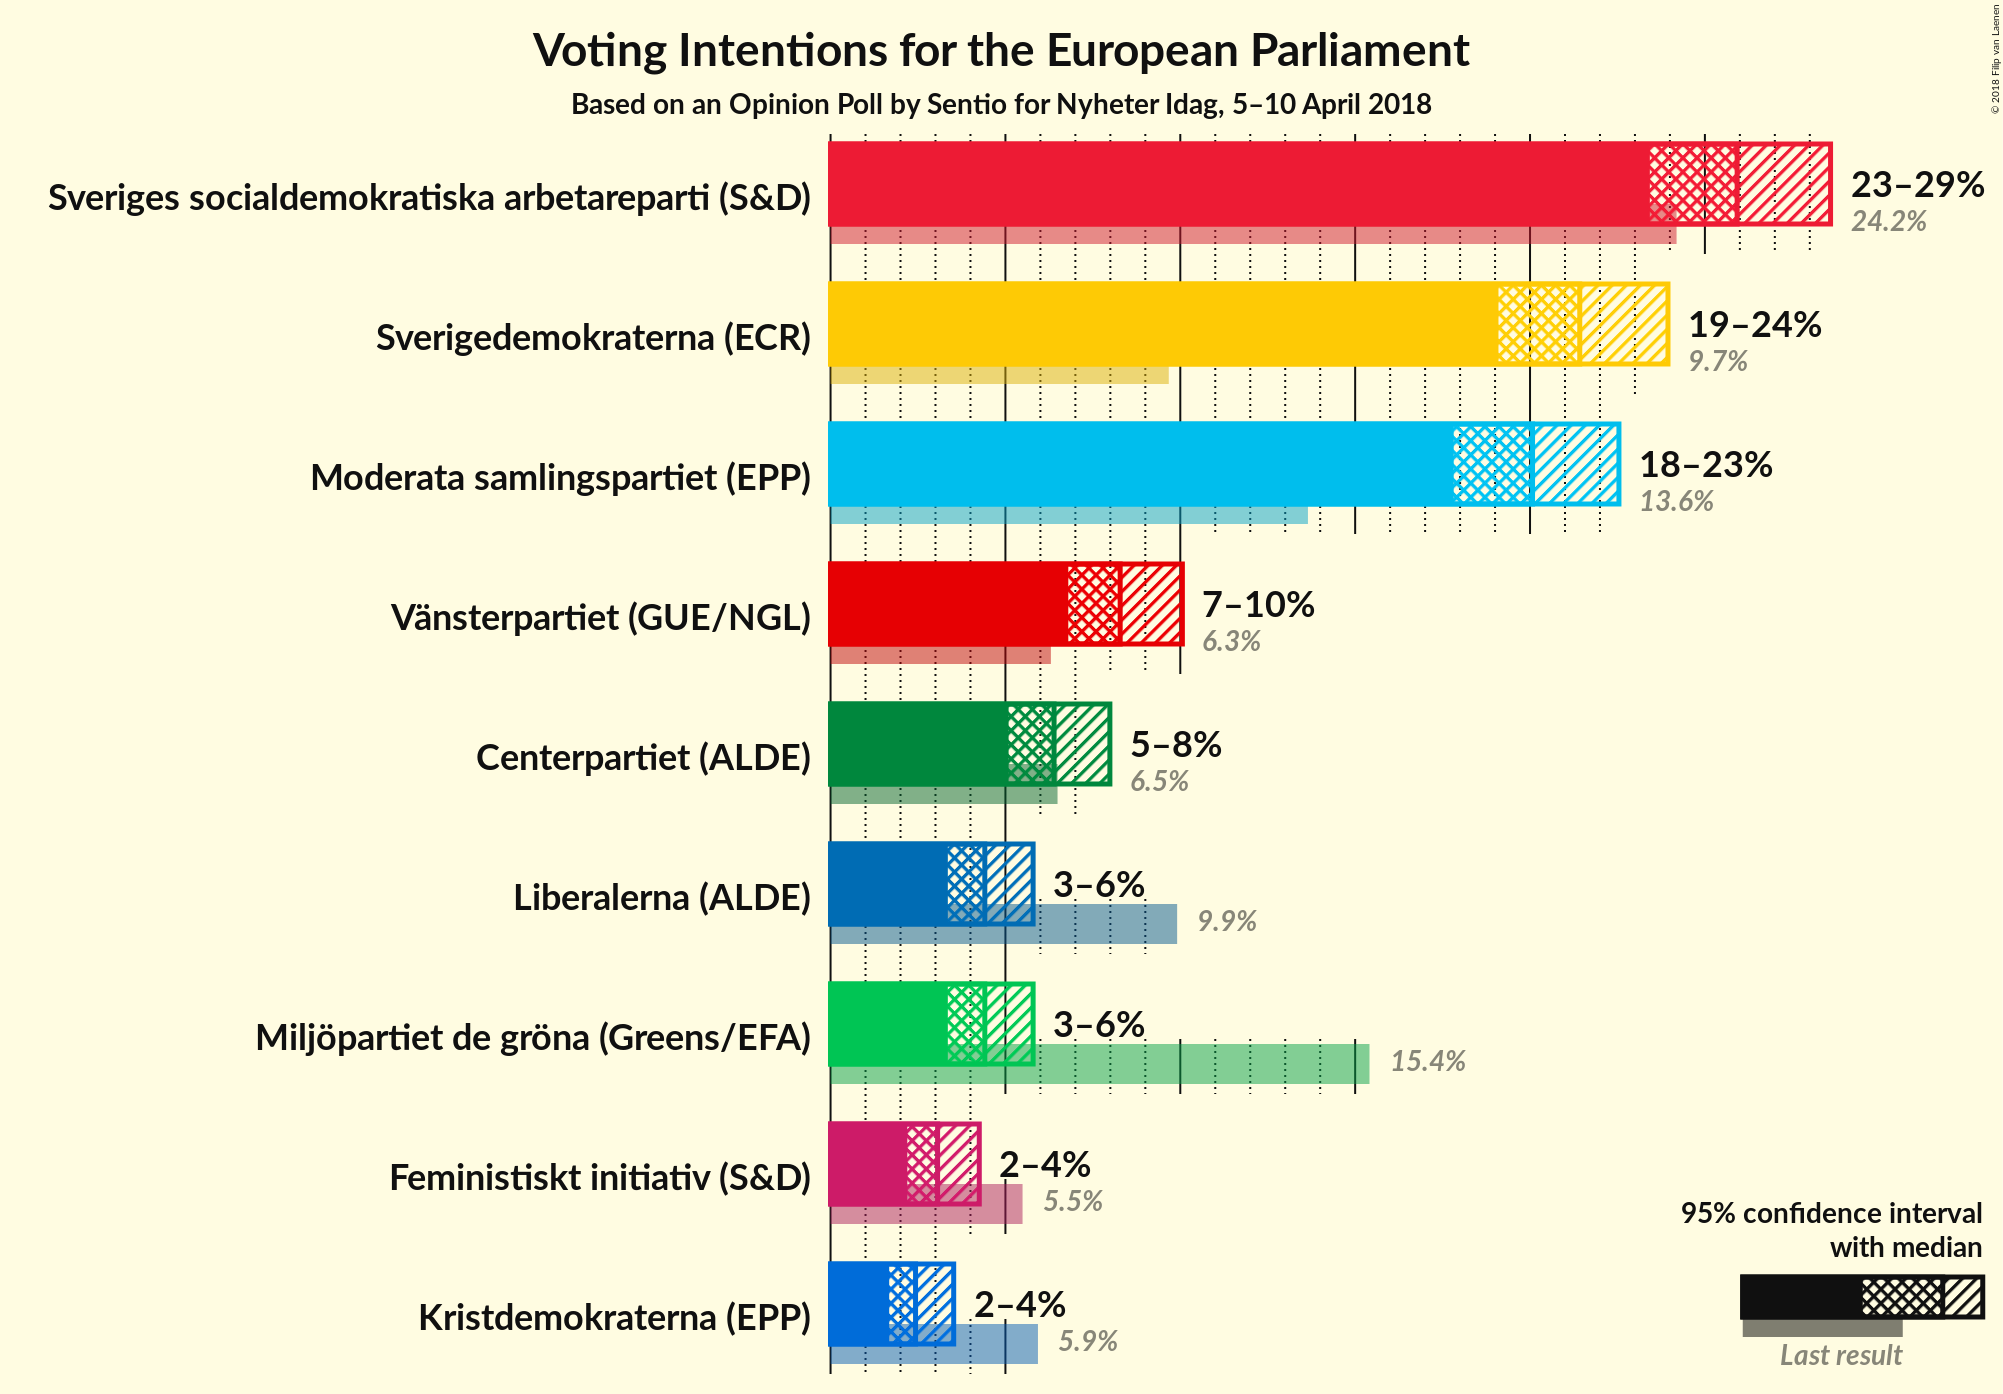 Voting Intentions for the European Parliament
Based on an Opinion Poll by Sentio for Nyheter Idag, 5–10 April 2018
© 2018 Filip van Laenen
Sveriges socialdemokratiska arbetareparti (S&D)
23–29%
24.2%
Sverigedemokraterna (ECR)
19–24%
9.7%
Moderata samlingspartiet (EPP)
18–23%
13.6%
Vänsterpartiet (GUE/NGL)
7–10%
6.3%
Centerpartiet (ALDE)
5–8%
6.5%
Liberalerna (ALDE)
3–6%
9.9%
Miljöpartiet de gröna (Greens/EFA)
3–6%
15.4%
Feministiskt initiativ (S&D)
2–4%
5.5%
Kristdemokraterna (EPP)
2–4%
5.9%
95% confidence interval
with median
Last result